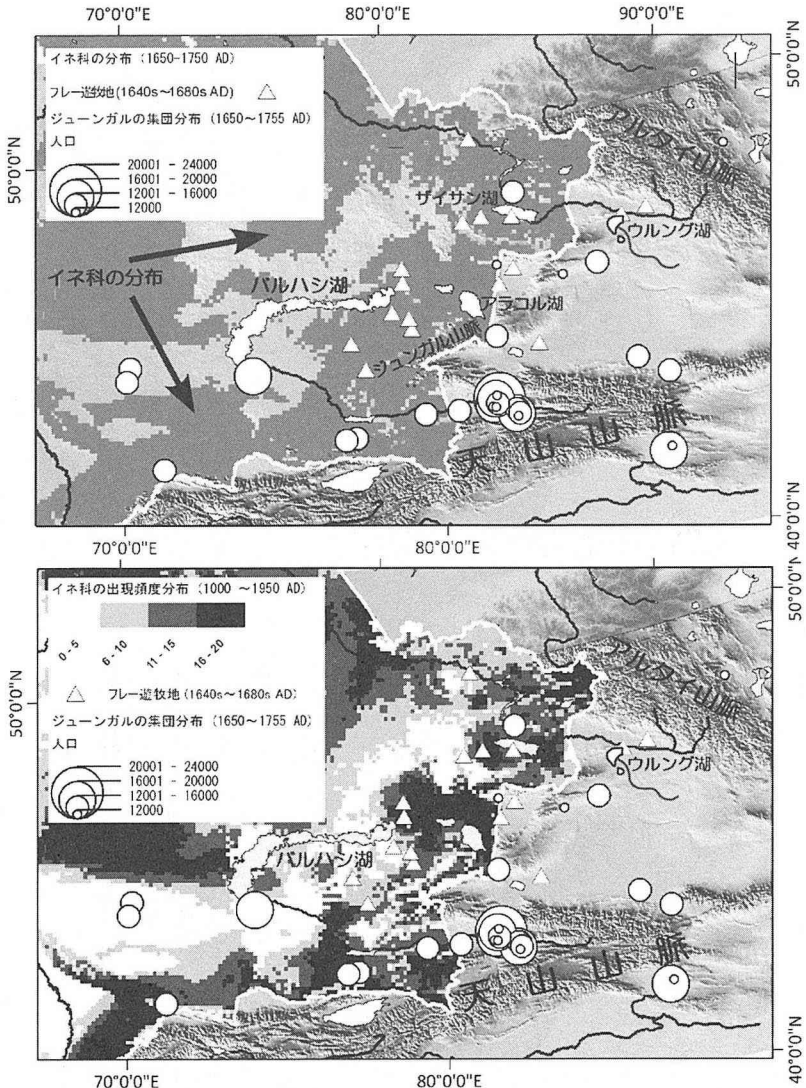 70°0'0"E
80°0'0"E
90°0'0"E
イネ科の分布 (1650-1750 AD)
フレー遊牧地(1640s～1680s AD)
ジューンガルの集団分布 (1650～1755 AD)
人口
20001 - 24000
16001 - 20000
12001 - 16000
12000
50°0'0"N
50°0'0"N
アルタイ山脈
ザイサン湖
ウルング湖
イネ科の分布
バルハシ湖
アラコル湖
ジュンガル山脈
天山山脈
40°0'0"N
70°0'0"E
80°0'0"E
イネ科の出現頻度分布 (1000 ～1950 AD)
0 - 5
6 - 10
11 - 15
16 - 20
フレー遊牧地 (1640s～1680s AD)
ジューンガルの集団分布 (1650～1755 AD)
人口
20001 - 24000
16001 - 20000
12001 - 16000
12000
50°0'0"N
50°0'0"N
アルタイ山脈
ウルング湖
バルハシ湖
天山山脈
40°0'0"N
70°0'0"E
80°0'0"E